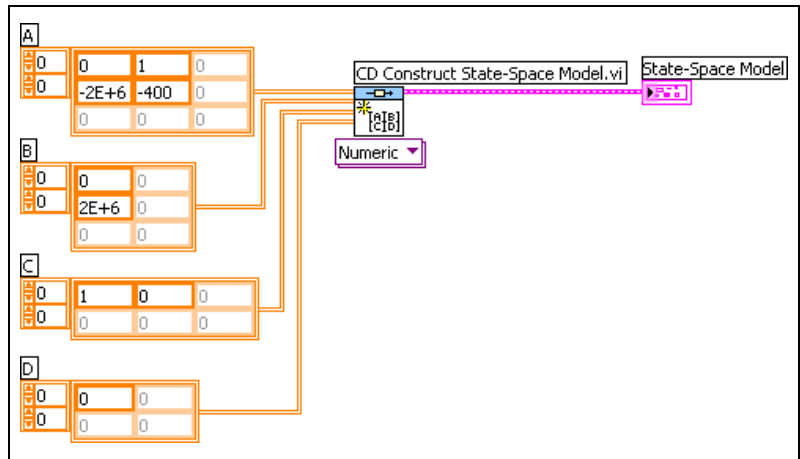 A
0 0 1 0
0 -2E+6 -400 0
0 0 0
CD Construct State-Space Model.vi
State-Space Model
[A|B]
[C|D]
Numeric
B
0 0 0
0 2E+6 0
0 0
C
0 1 0 0
0 0 0 0
D
0 0 0
0 0 0